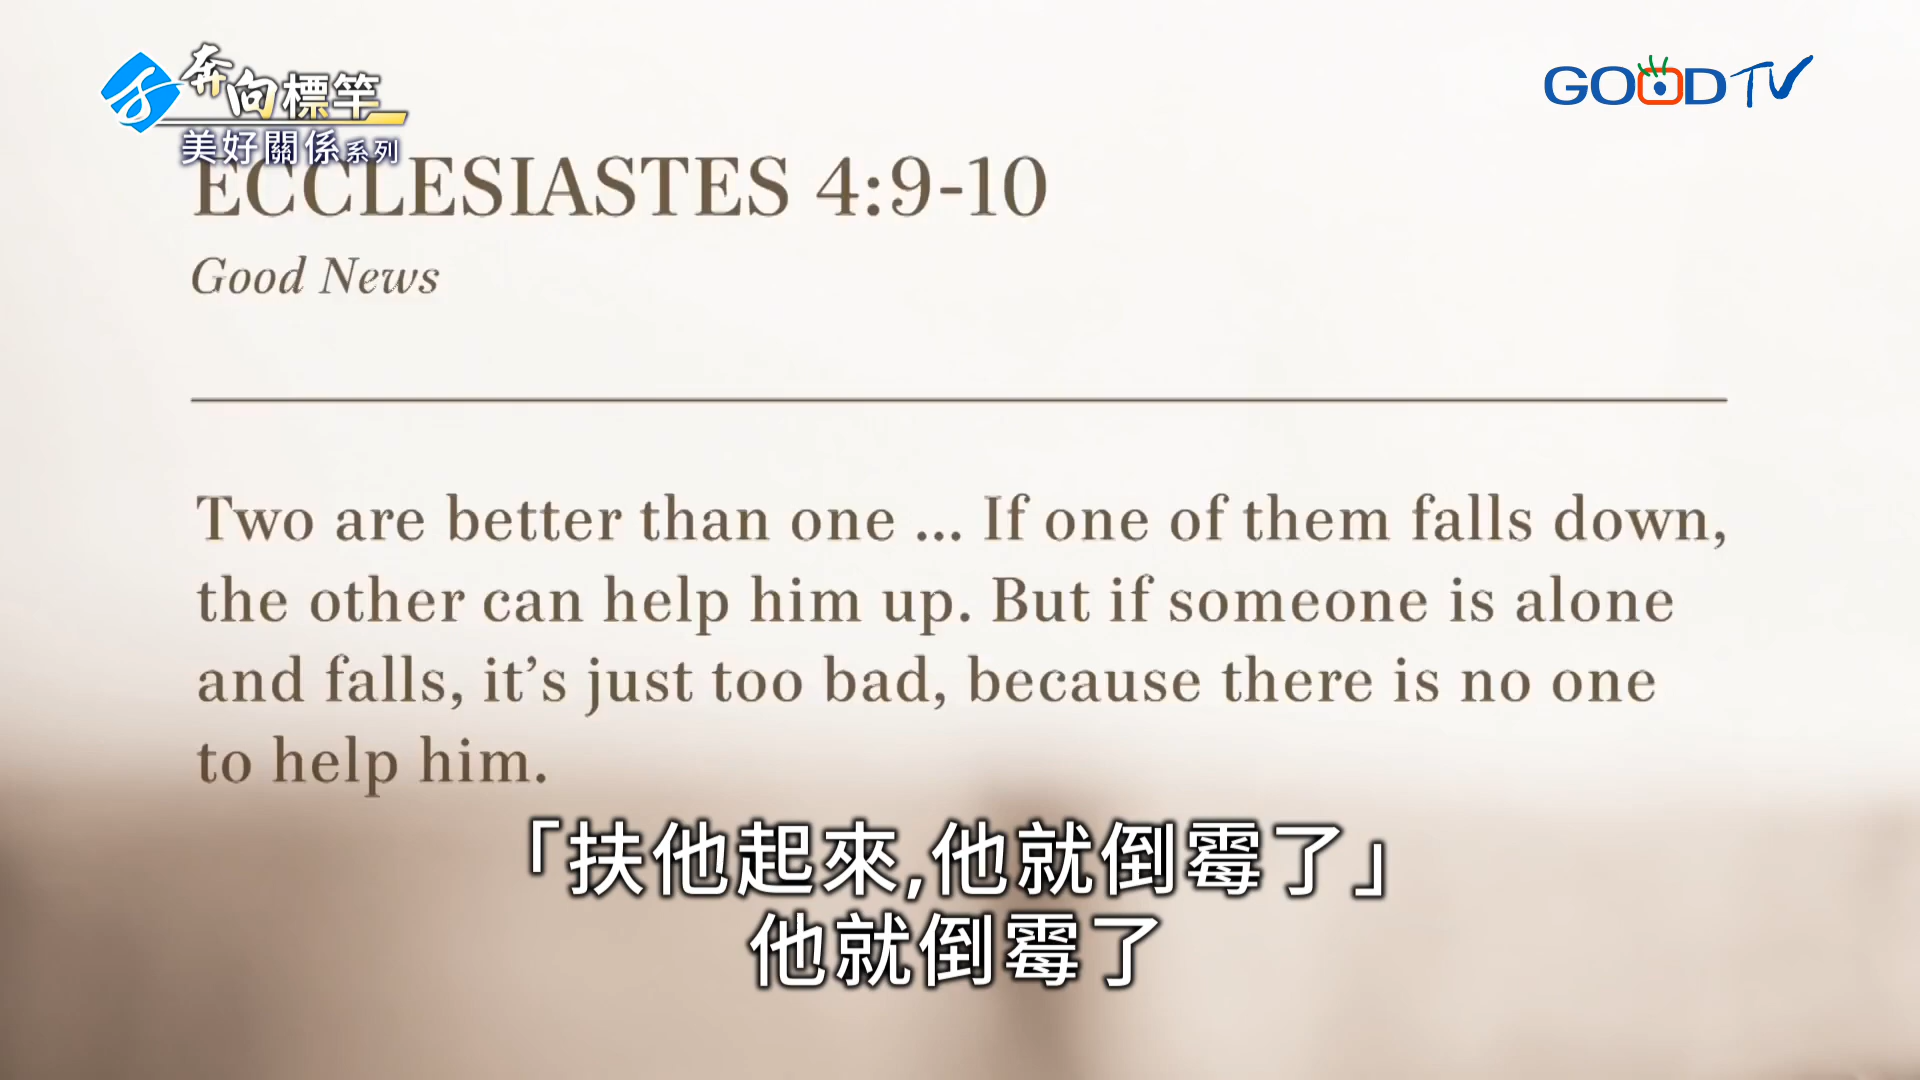 奔向標竿
GOOD TV
美好關係系列
ECCLESIASTES 4:9-10
Good News
Two are better than one ... If one of them falls down,
the other can help him up. But if someone is alone
and falls, it’s just too bad, because there is no one
to help him.
「扶他起來,他就倒霉了」
他就倒霉了